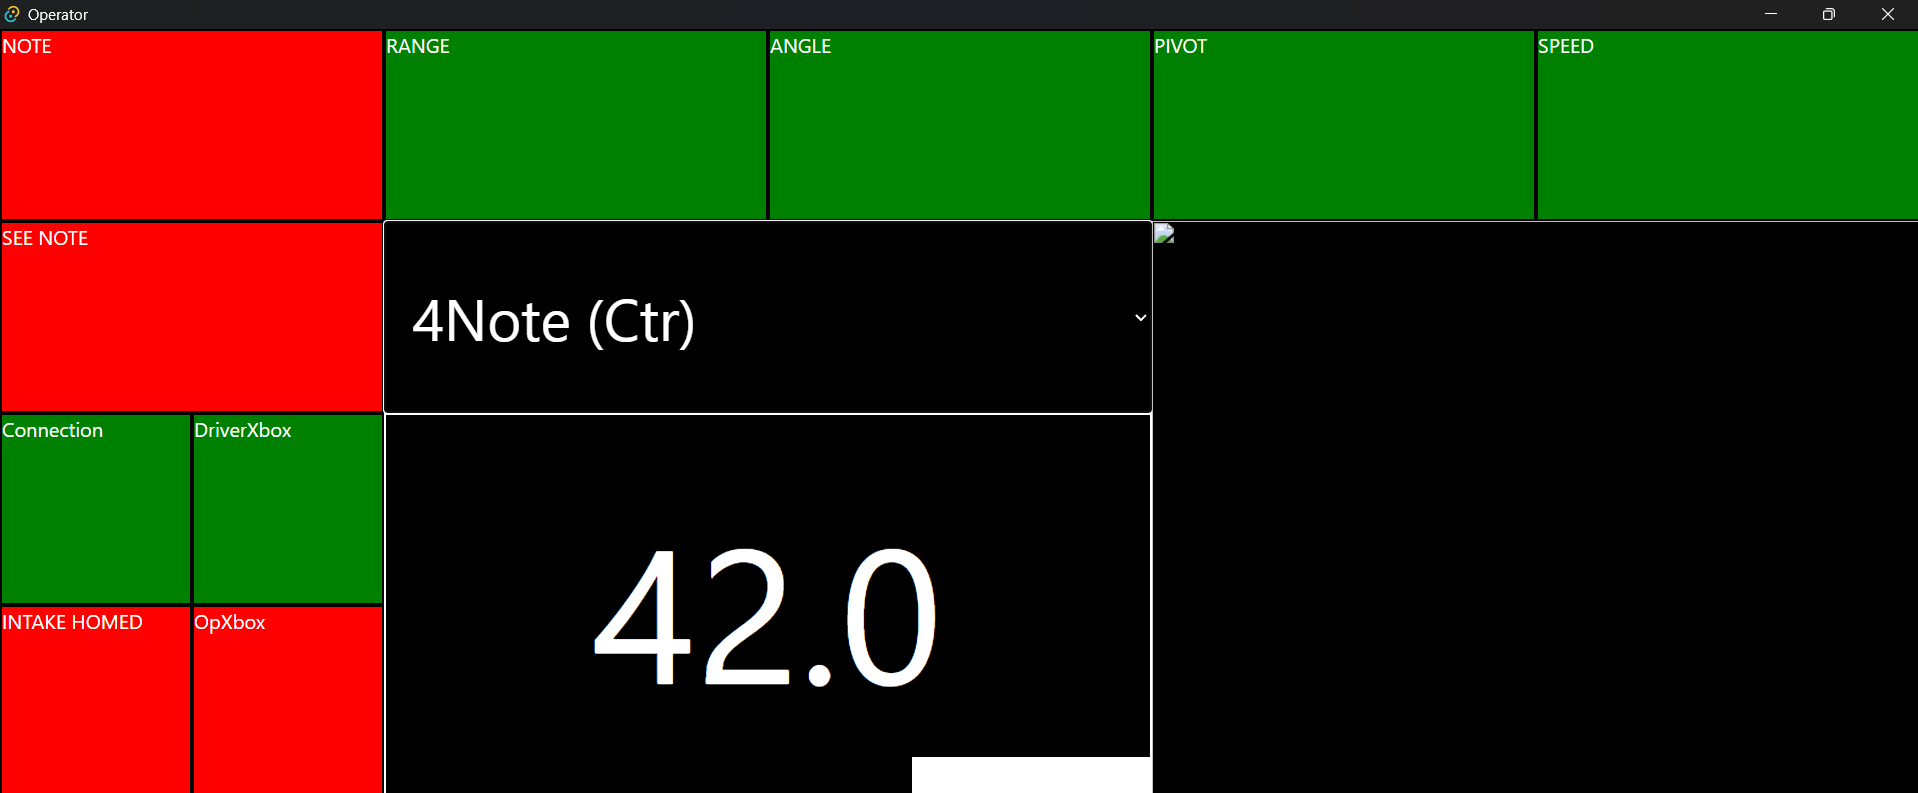 Operator
NOTE
RANGE
ANGLE
PIVOT
SPEED
SEE NOTE
4Note (Ctr)
Connection
DriverXbox
42.0
INTAKE HOMED
OpXbox